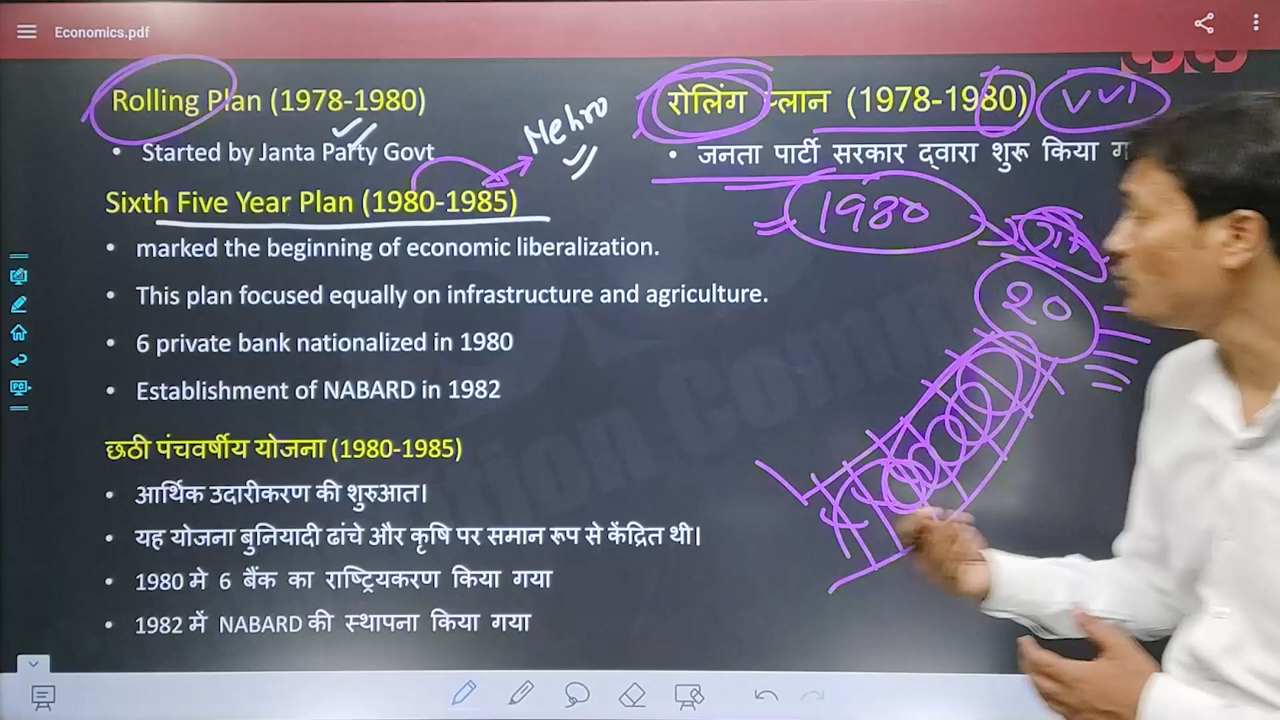 Economics.pdf
Rolling Plan (1978-1980)
• Started by Janta Party Govt
Nehro
Sixth Five Year Plan (1980-1985)
• marked the beginning of economic liberalization.
• This plan focused equally on infrastructure and agriculture.
• 6 private bank nationalized in 1980
• Establishment of NABARD in 1982
छठी पंचवर्षीय योजना (1980-1985)
• आर्थिक उदारीकरण की शुरुआत।
• यह योजना बुनियादी ढांचे और कृषि पर समान रूप से केंद्रित थी।
• 1980 मे 6 बैंक का राष्ट्रियकरण किया गया
• 1982 में NABARD की स्थापना किया गया
रोलिंग प्लान (1978-1980)
VVI
• जनता पार्टी सरकार द्वारा शुरू किया
1980
20